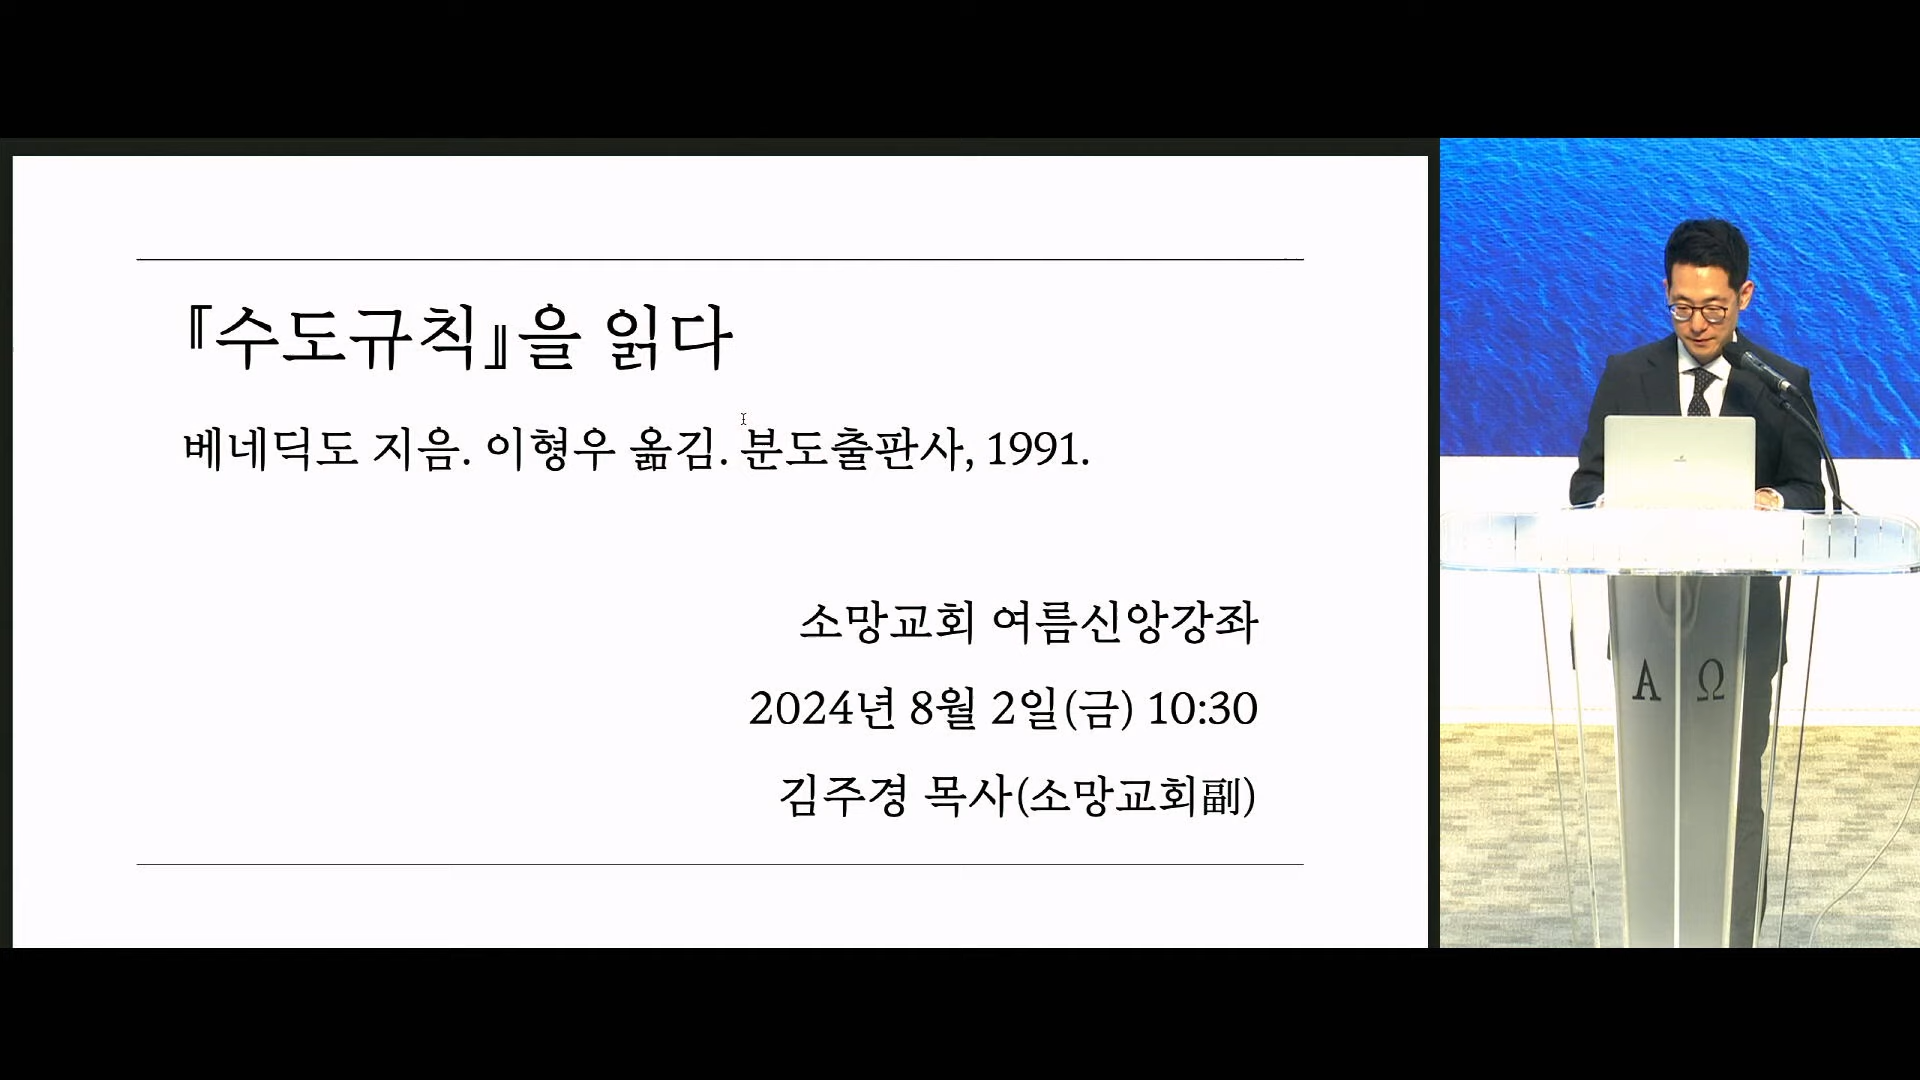 『수도규칙』을 읽다
베네딕도 지음. 이형우 옮김. 분도출판사, 1991.
소망교회 여름신앙강좌
2024년 8월 2일(금) 10:30
김주경 목사(소망교회副)
Α Ω